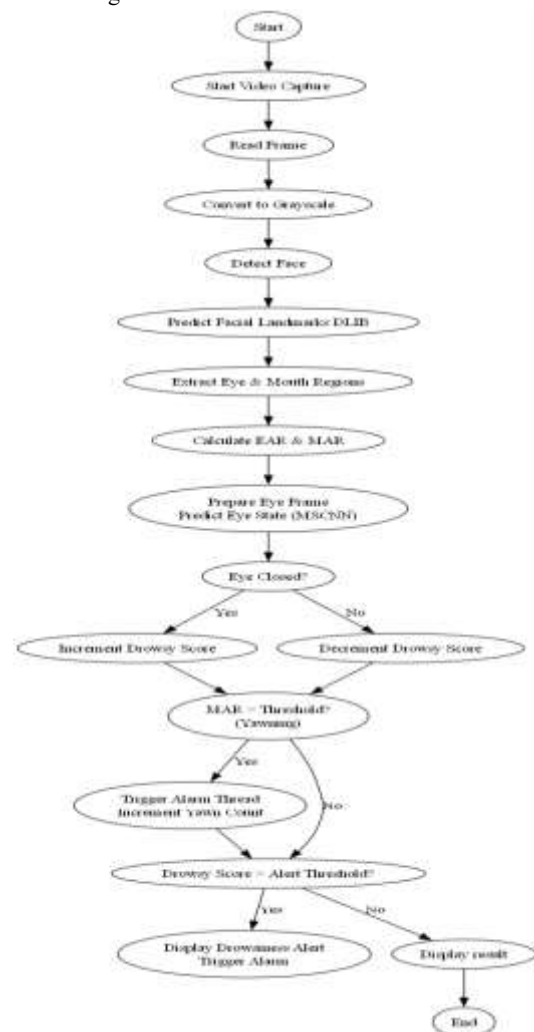 Start
Start Video Capture
Read Frame
Convert to Grayscale
Detect Face
Predict Facial Landmarks DLIB
Extract Eye & Mouth Regions
Calculate EAR & MAR
Prepare Eye Frame
Predict Eye State (MSCNN)
Eye Closed?
Yes
No
Increment Drowsy Score
Decrement Drowsy Score
MAR Threshold?
(Yawning)
Yes
No
Trigger Alarm Thread
Increment Yawn Count
Drowsy Score Alert Threshold?
Yes
No
Display Drowsiness Alert
Trigger Alarm
Display result
End